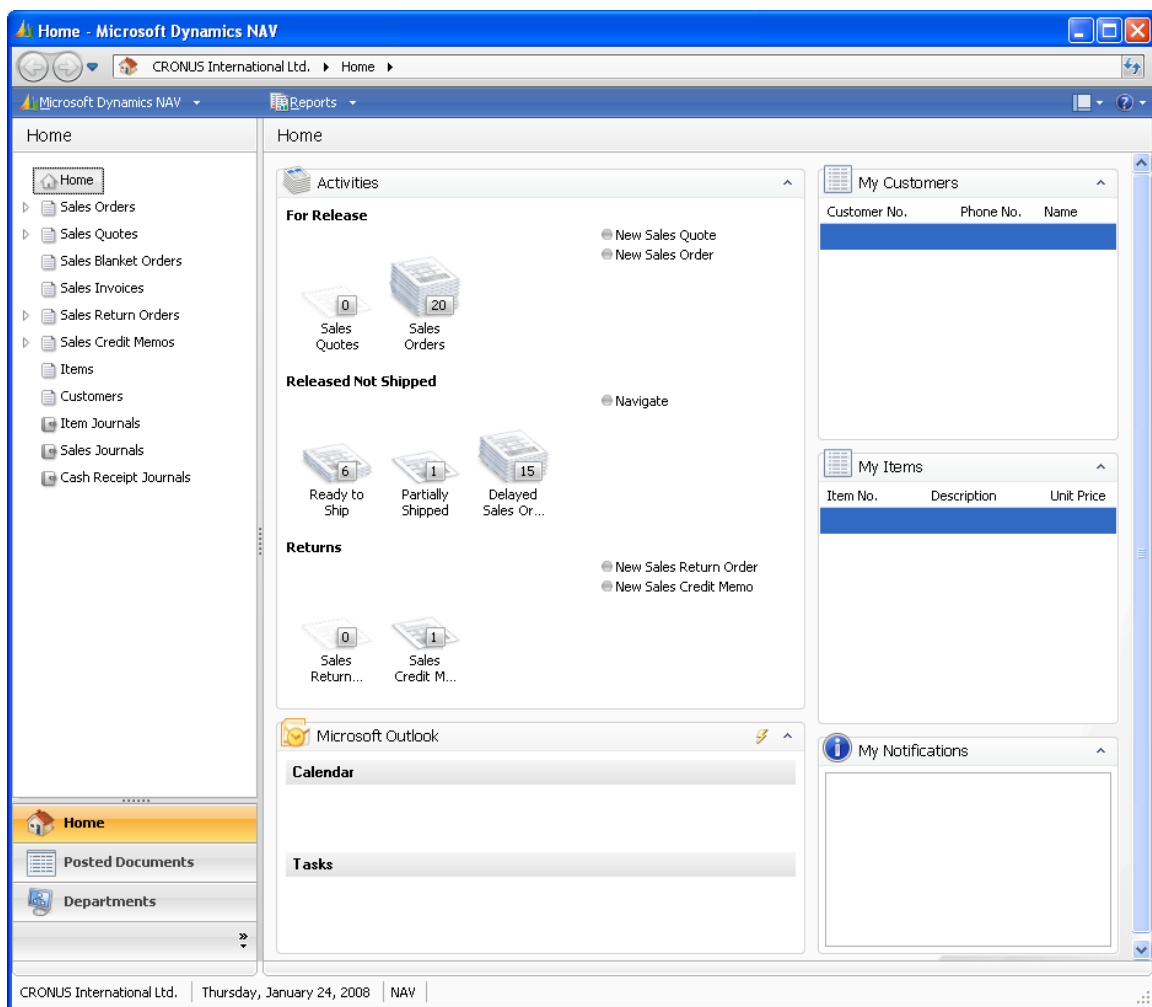 Home - Microsoft Dynamics NAV
CRONUS International Ltd. Home
Microsoft Dynamics NAV Reports
Home
Home
Sales Orders
Sales Quotes
Sales Blanket Orders
Sales Invoices
Sales Return Orders
Sales Credit Memos
Items
Customers
Item Journals
Sales Journals
Cash Receipt Journals
Home
Posted Documents
Departments
Home
Activities
For Release
New Sales Quote
New Sales Order
0
20
Sales
Quotes
Sales
Orders
Released Not Shipped
Navigate
6
1
15
Ready to
Ship
Partially
Shipped
Delayed
Sales Or...
Returns
New Sales Return Order
New Sales Credit Memo
0
1
Sales
Return...
Sales
Credit M...
Microsoft Outlook
Calendar
Tasks
My Customers
Customer No. Phone No. Name
My Items
Item No. Description Unit Price
My Notifications
CRONUS International Ltd. Thursday, January 24, 2008 NAV